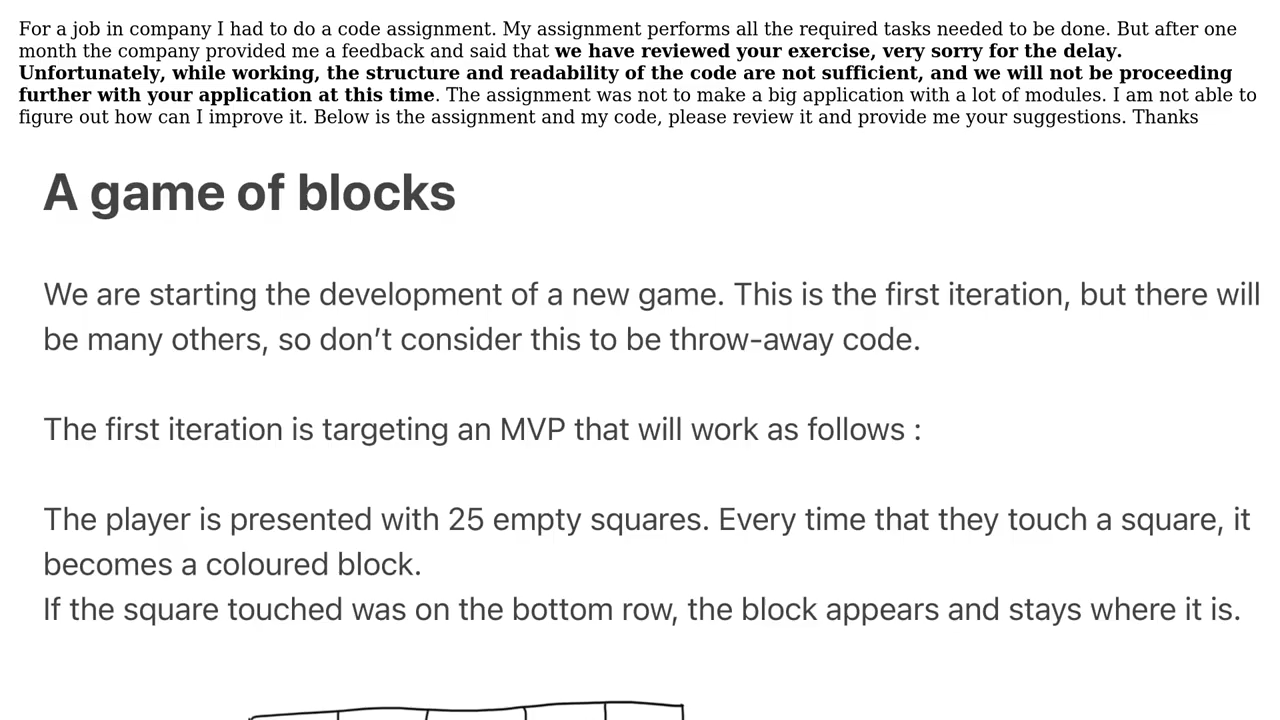 For a job in company I had to do a code assignment. My assignment performs all the required tasks needed to be done. But after one
month the company provided me a feedback and said that we have reviewed your exercise, very sorry for the delay.
Unfortunately, while working, the structure and readability of the code are not sufficient, and we will not be proceeding
further with your application at this time. The assignment was not to make a big application with a lot of modules. I am not able to
figure out how can I improve it. Below is the assignment and my code, please review it and provide me your suggestions. Thanks
A game of blocks
We are starting the development of a new game. This is the first iteration, but there will
be many others, so don’t consider this to be throw-away code.
The first iteration is targeting an MVP that will work as follows :
The player is presented with 25 empty squares. Every time that they touch a square, it
becomes a coloured block.
If the square touched was on the bottom row, the block appears and stays where it is.